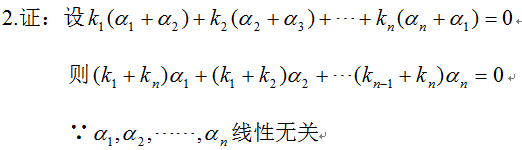 2.证：设k₁(α₁+α₂)+k₂(α₂+α₃)+⋯+kₙ(αₙ+α₁)=0
则(k₁+kₙ)α₁+(k₁+k₂)α₂+⋯(kₙ₋₁+kₙ)αₙ=0
∵ α₁,α₂,⋯⋯,αₙ线性无关